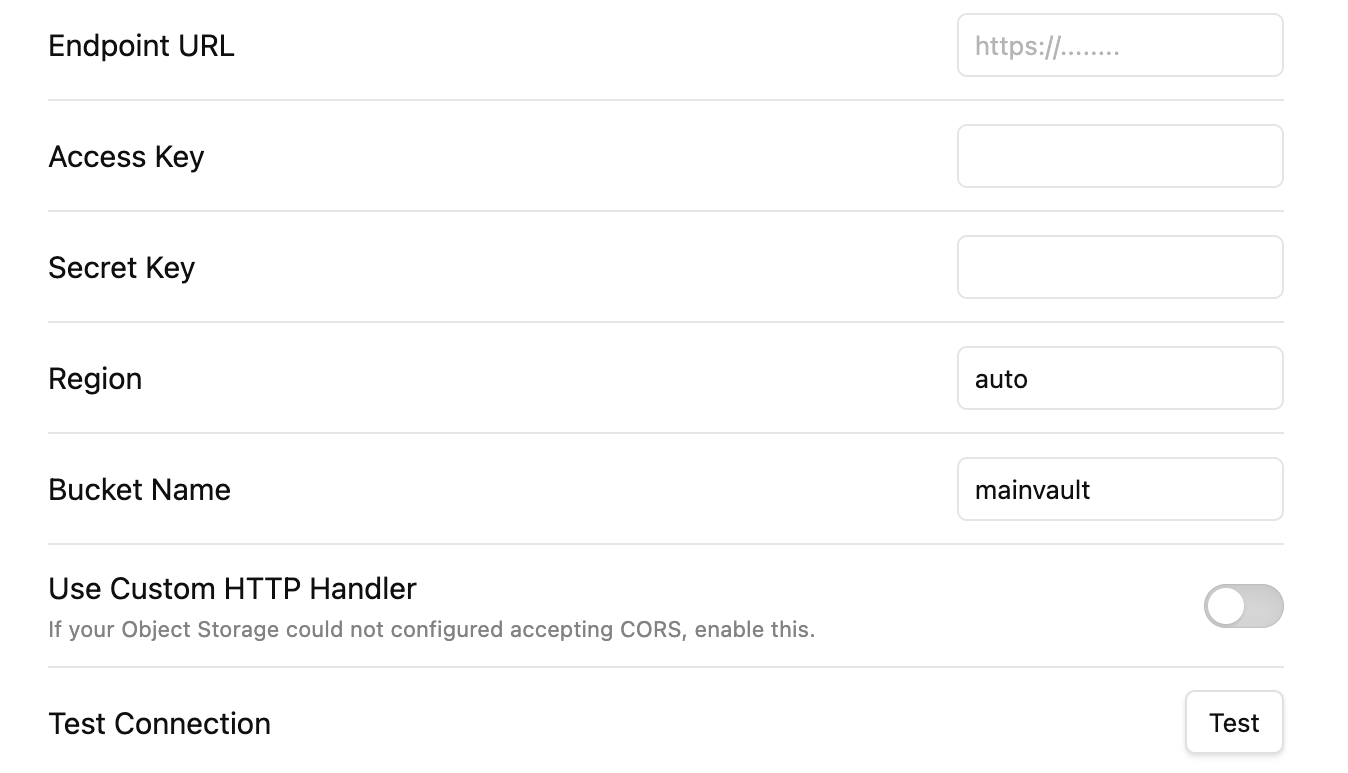 Endpoint URL
https://........
Access Key
Secret Key
Region
auto
Bucket Name
mainvault
Use Custom HTTP Handler
If your Object Storage could not configured accepting CORS, enable this.
Test Connection
Test